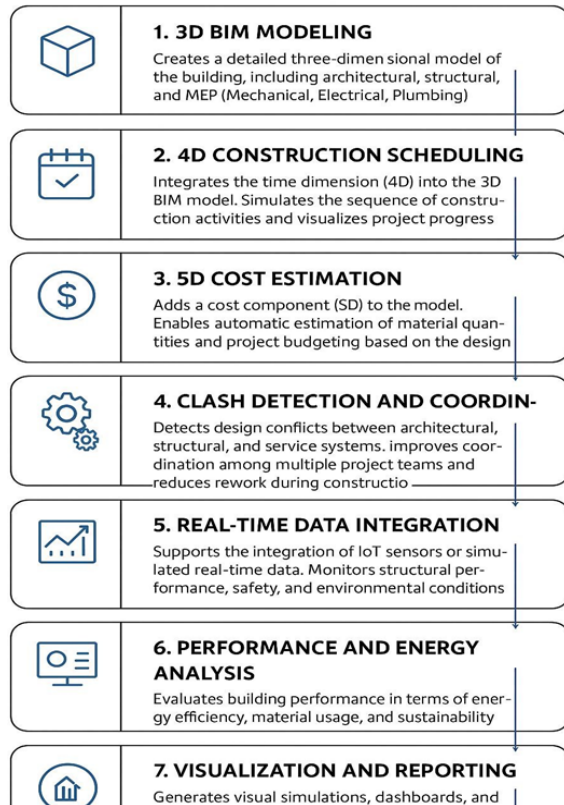 1. 3D BIM MODELING
Creates a detailed three-dimen sional model of
the building, including architectural, structural,
and MEP (Mechanical, Electrical, Plumbing)
2. 4D CONSTRUCTION SCHEDULING
Integrates the time dimension (4D) into the 3D
BIM model. Simulates the sequence of constru-
ction activities and visualizes project progress
3. 5D COST ESTIMATION
Adds a cost component (SD) to the model.
Enables automatic estimation of material quan-
tities and project budgeting based on the design
4. CLASH DETECTION AND COORDIN-
Detects design conflicts between architectural,
structural, and service systems. improves coor-
dination among multiple project teams and
reduces rework during constructio
5. REAL-TIME DATA INTEGRATION
Supports the integration of IoT sensors or simu-
lated real-time data. Monitors structural per-
formance, safety, and environmental conditions
6. PERFORMANCE AND ENERGY
ANALYSIS
Evaluates building performance in terms of ener-
gy efficiency, material usage, and sustainability
7. VISUALIZATION AND REPORTING
Generates visual simulations, dashboards, and